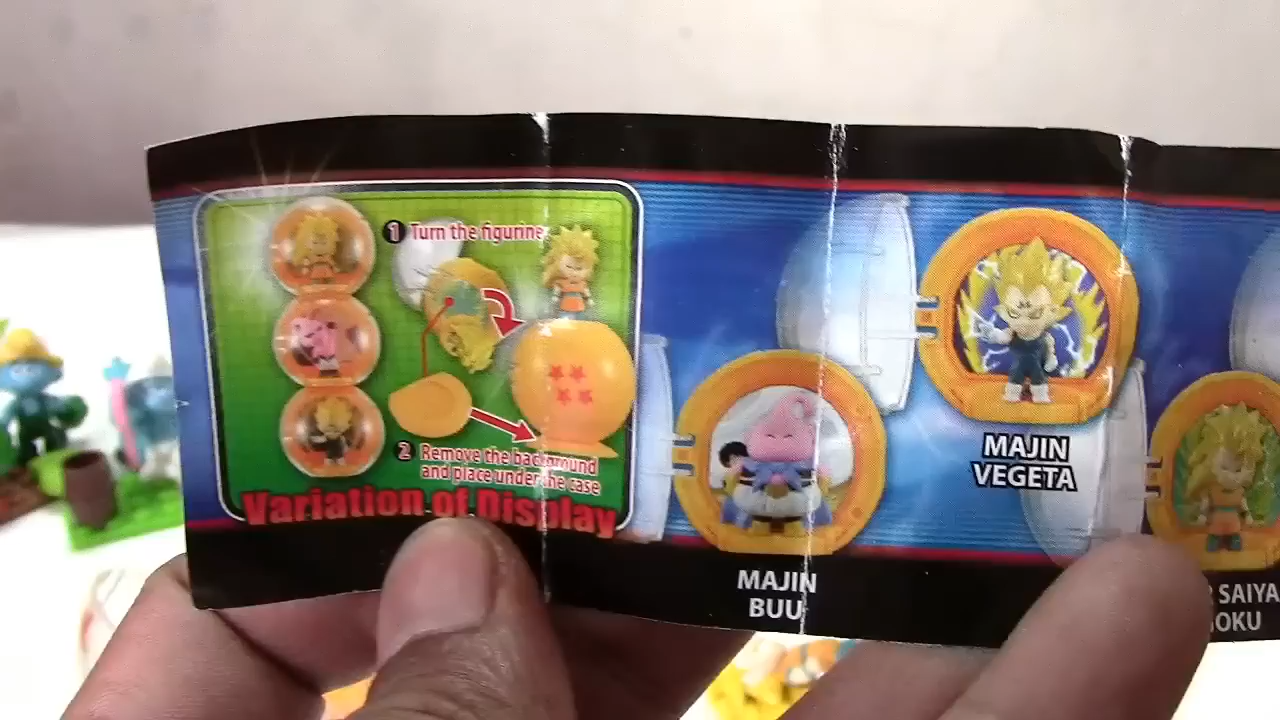 1 Turn the figurine
2 Remove the background
and place under the case
Variation of Display
MAJIN
BUU
MAJIN
VEGETA
SAIYA